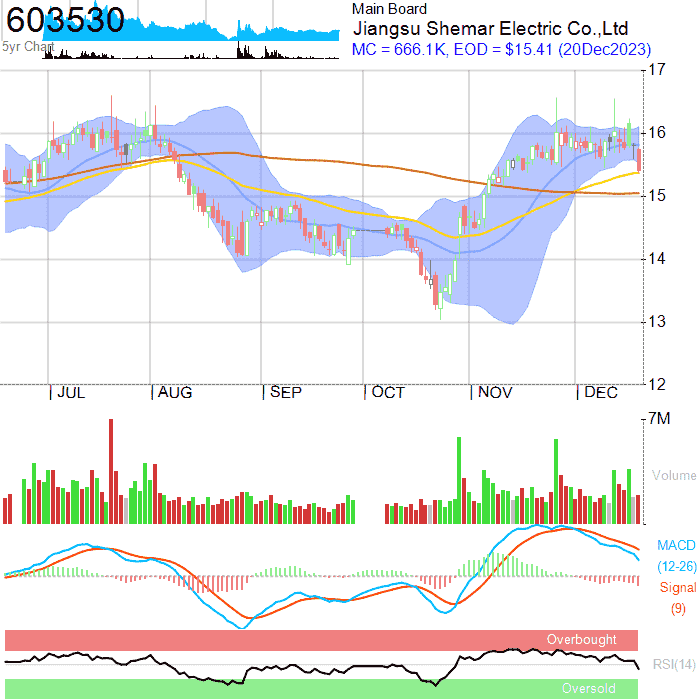 603530
5yr Chart
Main Board
Jiangsu Shemar Electric Co.,Ltd
MC = 666.1K, EOD = $15.41 (20Dec2023)
17
16
15
14
13
12
JUL AUG SEP OCT NOV DEC
7M
Volume
MACD
(12-26)
Signal
(9)
Overbought
RSI(14)
Oversold